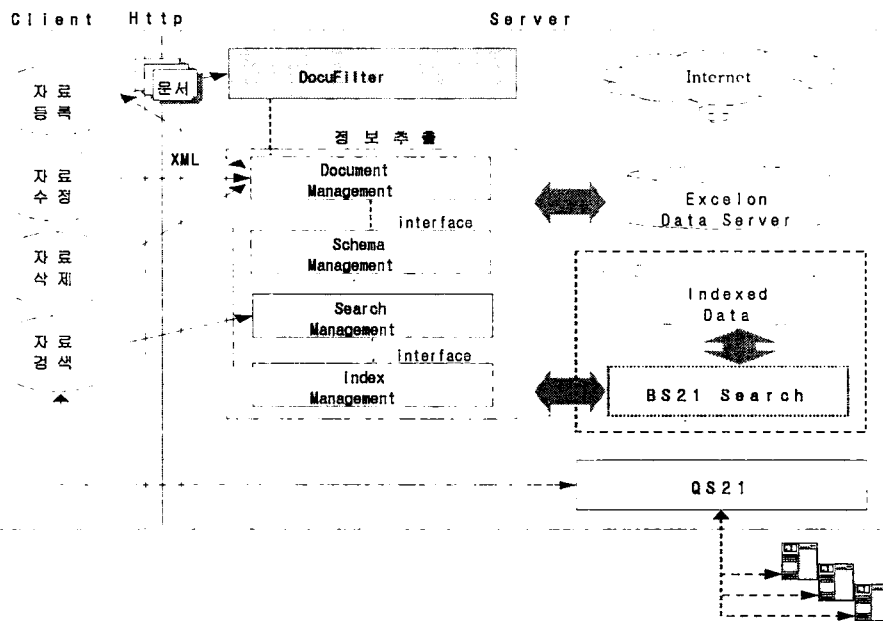 Client Http Server
자료
등록
문서
DocuFilter
Internet
정보추출
XML
자료
수정
Document
Management
Excelon
Data Server
interface
자료
삭제
Schema
Management
Indexed
Data
Search
Management
자료
검색
interface
Index
Management
BS21 Search
QS21